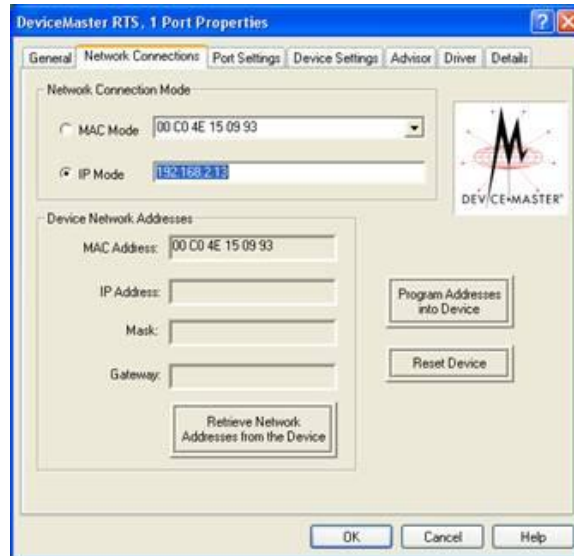 DeviceMaster RTS, 1 Port Properties
General Network Connections Port Settings Device Settings Advisor Driver Details
Network Connection Mode
MAC Mode 00 C0 4E 15 09 93
IP Mode 192.168.2.13
DEVICE•MASTER®
Device Network Addresses
MAC Address: 00 C0 4E 15 09 93
IP Address:
Mask:
Gateway:
Program Addresses
into Device
Reset Device
Retrieve Network
Addresses from the Device
OK Cancel Help